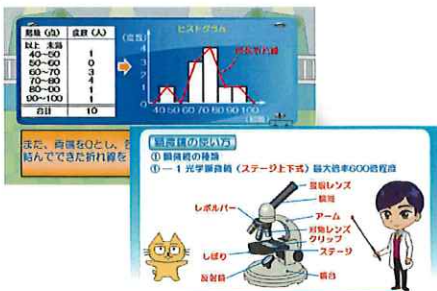 階級(点) 度数(人)
以上 未満
40~50 1
50~60 0
60~70 3
70~80 4
80~90 1
90~100 1
合計 10
ヒストグラム
(度数)
4
3
2
1
0
40 50 60 70 80 90 100
また、両端を0とし、各
結んでできた折れ線を
顕微鏡の使い方
① 顕微鏡の種類
①-1 光学顕微鏡(ステージ上下式)最大倍率600倍程度
接眼レンズ
鏡筒
レボルバー
アーム
対物レンズ
クリップ
しぼり
ステージ
反射鏡
鏡台